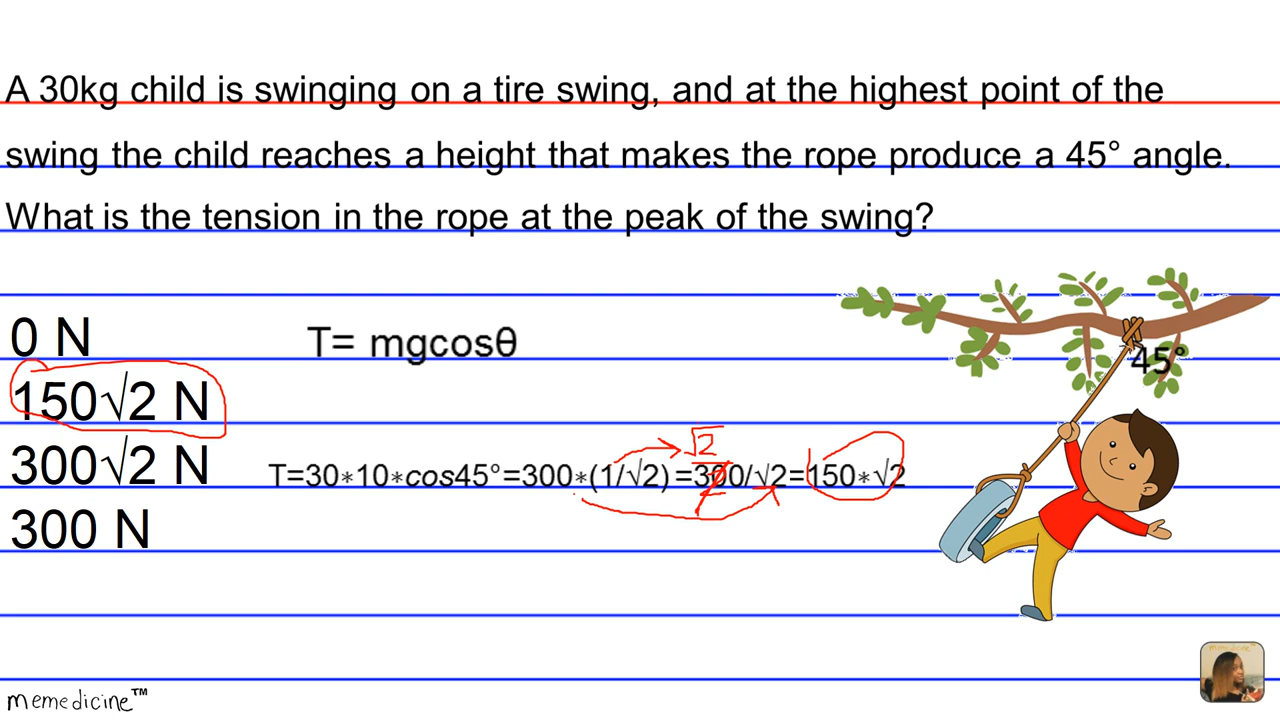 A 30kg child is swinging on a tire swing, and at the highest point of the
swing the child reaches a height that makes the rope produce a 45° angle.
What is the tension in the rope at the peak of the swing?
0 N
T= mgcosθ
45°
150√2 N
300√2 N
√2
T=30*10*cos45°=300*(1/√2)=300/√2=150*√2
300 N
memedicine™